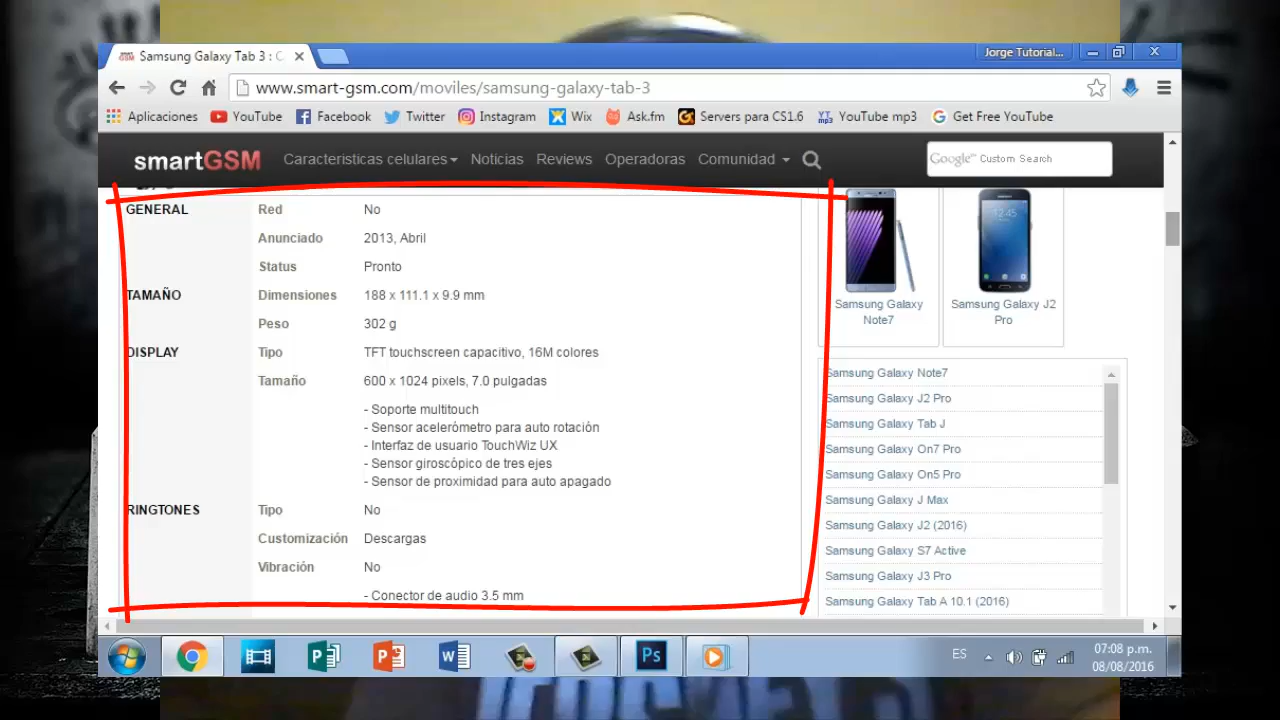 Samsung Galaxy Tab 3 : C
Jorge Tutorial...
www.smart-gsm.com/moviles/samsung-galaxy-tab-3
Aplicaciones YouTube Facebook Twitter Instagram Wix Ask.fm Servers para CS1.6 YouTube mp3 Get Free YouTube
smartGSM Caracteristicas celulares Noticias Reviews Operadoras Comunidad Google™ Custom Search
GENERAL Red No
Anunciado 2013, Abril
Status Pronto
TAMAÑO Dimensiones 188 x 111.1 x 9.9 mm
Peso 302 g
DISPLAY Tipo TFT touchscreen capacitivo, 16M colores
Tamaño 600 x 1024 pixels, 7.0 pulgadas
- Soporte multitouch
- Sensor acelerómetro para auto rotación
- Interfaz de usuario TouchWiz UX
- Sensor giroscópico de tres ejes
- Sensor de proximidad para auto apagado
RINGTONES Tipo No
Customización Descargas
Vibración No
- Conector de audio 3.5 mm
Samsung Galaxy Note7
Samsung Galaxy J2 Pro
Samsung Galaxy Note7
Samsung Galaxy J2 Pro
Samsung Galaxy Tab J
Samsung Galaxy On7 Pro
Samsung Galaxy On5 Pro
Samsung Galaxy J Max
Samsung Galaxy J2 (2016)
Samsung Galaxy S7 Active
Samsung Galaxy J3 Pro
Samsung Galaxy Tab A 10.1 (2016)
ES
07:08 p.m.
08/08/2016